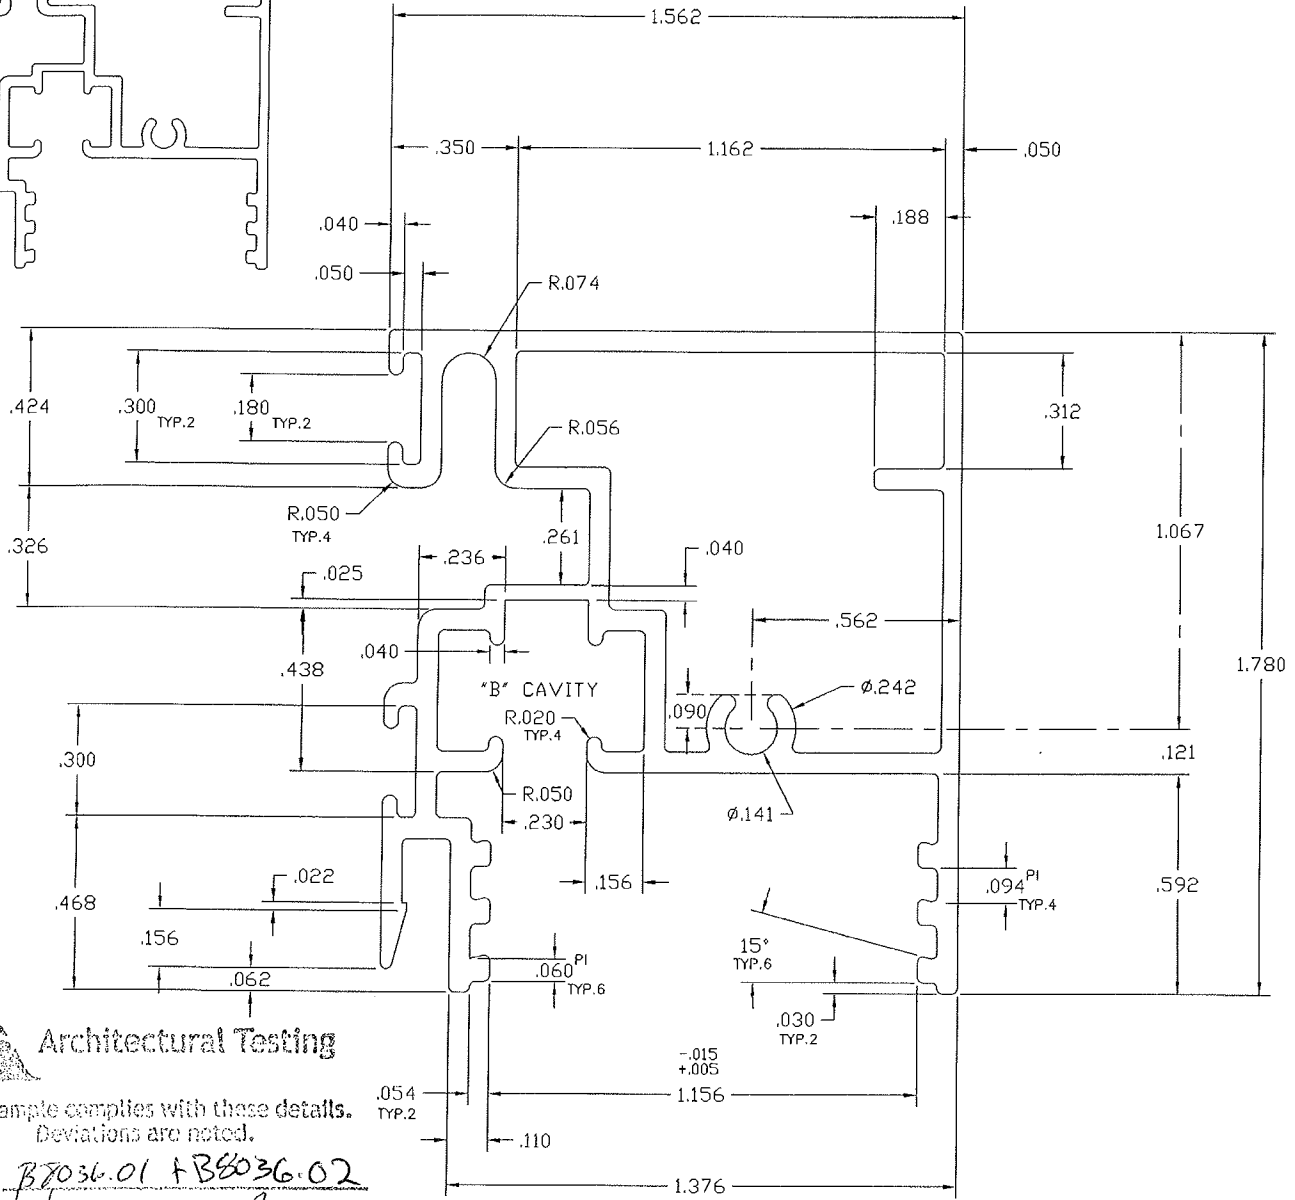 1.562
.350
1.162
.050
.040
.188
.050
R.074
.424
.300 TYP.2
.180 TYP.2
.312
R.056
R.050
TYP.4
1.067
.326
.261
.236
.040
.025
.562
.438
.040
1.780
"B" CAVITY
Ø.242
.090
R.020
TYP.4
.300
.121
R.050
.230
Ø.141
.022
.156
.094 PI
TYP.4
.592
.468
.156
15°
TYP.6
.062
.060 PI
TYP.6
.030
TYP.2
Architectural Testing
-.015
+.005
.054
TYP.2
1.156
ample complies with these details.
Deviations are noted.
.110
B8036.01 + B8036.02
1.376